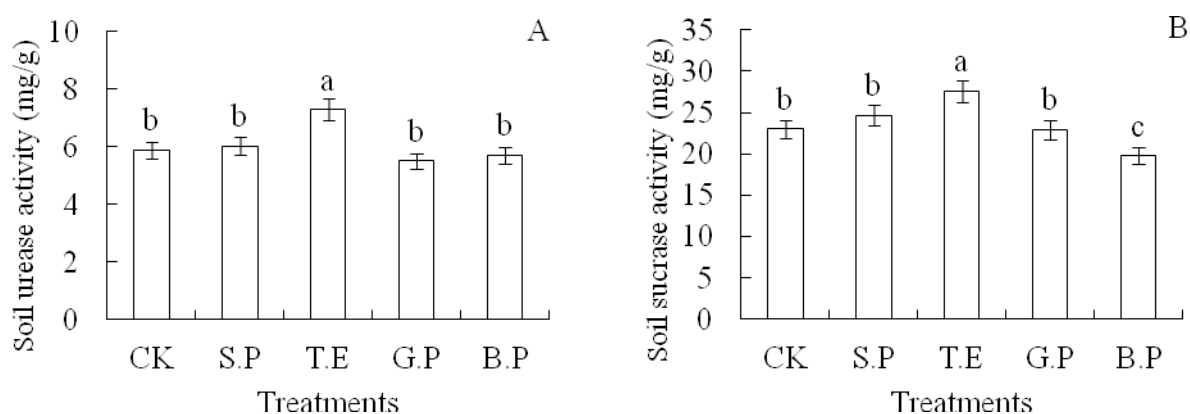 A
Soil urease activity (mg/g)
10
8
6
4
2
0
b
b
a
b
b
CK S.P T.E G.P B.P
Treatments
B
Soil sucrase activity (mg/g)
35
30
25
20
15
10
5
0
b
b
a
b
c
CK S.P T.E G.P B.P
Treatments